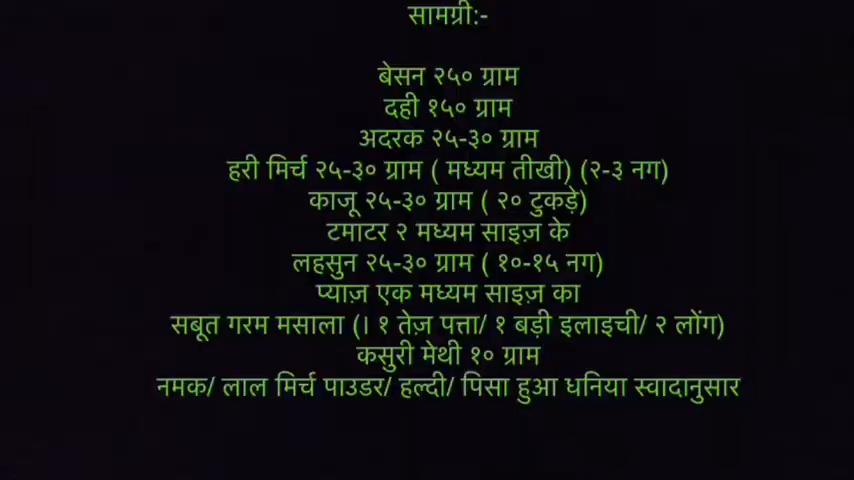 सामग्री:-
बेसन २५० ग्राम
दही १५० ग्राम
अदरक २५-३० ग्राम
हरी मिर्च २५-३० ग्राम ( मध्यम तीखी) (२-३ नग)
काजू २५-३० ग्राम ( २० टुकड़े)
टमाटर २ मध्यम साइज़ के
लहसुन २५-३० ग्राम ( १०-१५ नग)
प्याज़ एक मध्यम साइज़ का
सबूत गरम मसाला (। १ तेज़ पत्ता/ १ बड़ी इलाइची/ २ लोंग)
कसुरी मेथी १० ग्राम
नमक/ लाल मिर्च पाउडर/ हल्दी/ पिसा हुआ धनिया स्वादानुसार